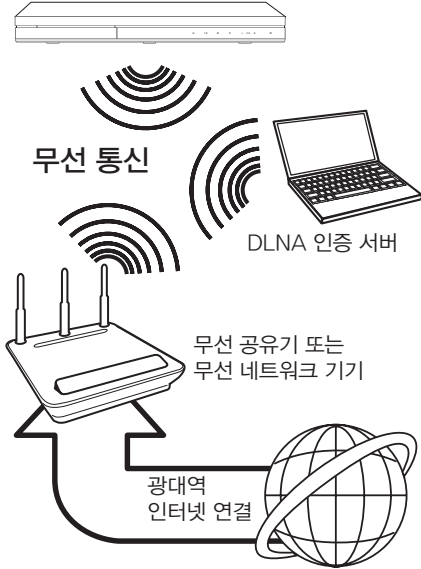 무선 통신
DLNA 인증 서버
무선 공유기 또는
무선 네트워크 기기
광대역
인터넷 연결